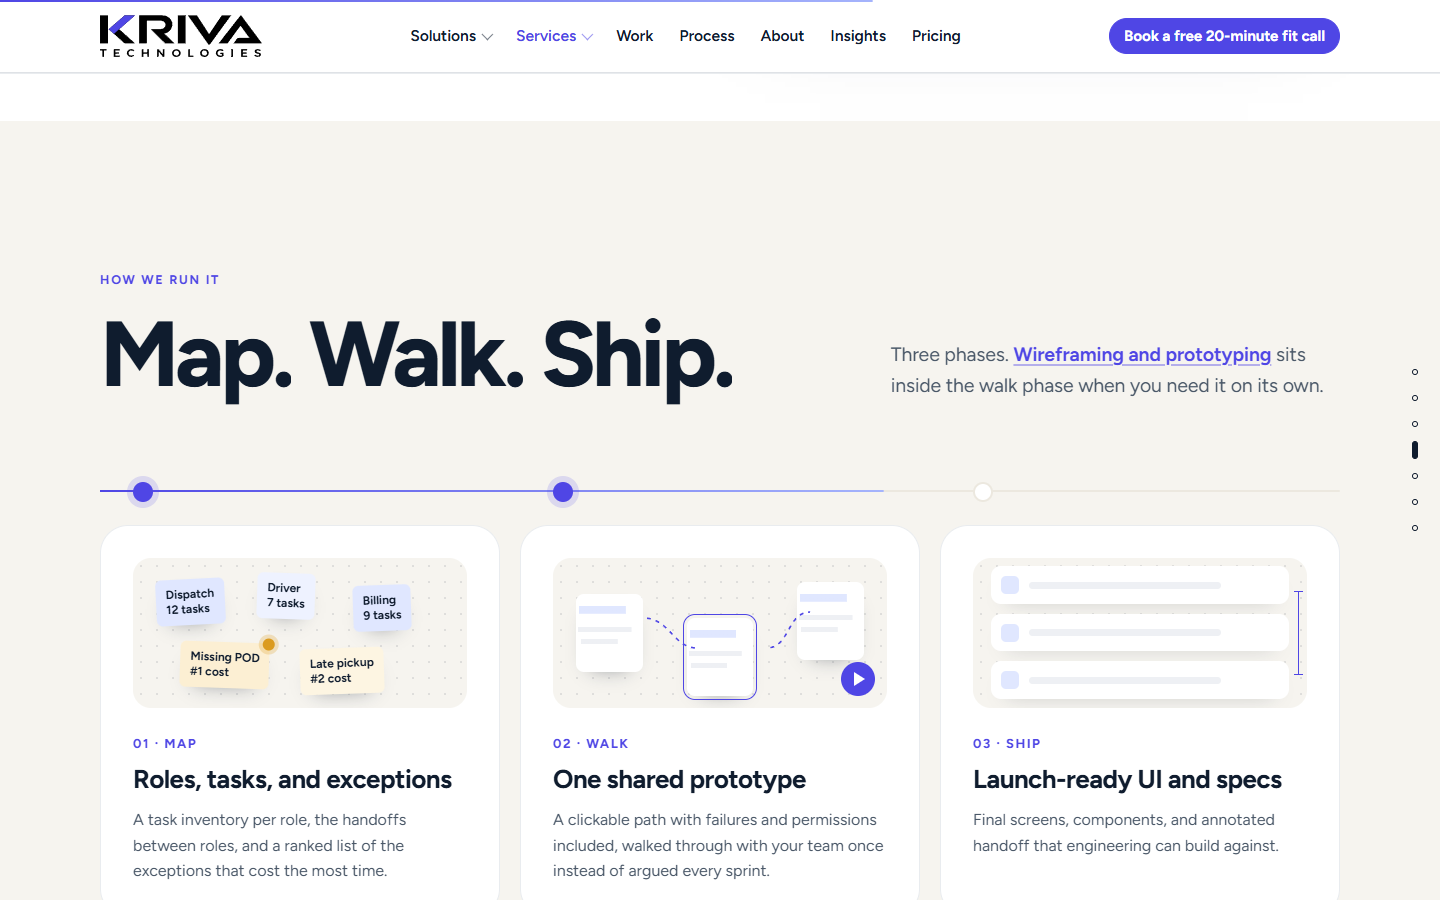 KRIVA
TECHNOLOGIES
Solutions
Services
Work
Process
About
Insights
Pricing
Book a free 20-minute fit call
HOW WE RUN IT
Map. Walk. Ship.
Three phases. Wireframing and prototyping sits
inside the walk phase when you need it on its own.
Dispatch
12 tasks
Driver
7 tasks
Billing
9 tasks
Missing POD
#1 cost
Late pickup
#2 cost
01 · MAP
Roles, tasks, and exceptions
A task inventory per role, the handoffs
between roles, and a ranked list of the
exceptions that cost the most time.
02 · WALK
One shared prototype
A clickable path with failures and permissions
included, walked through with your team once
instead of argued every sprint.
03 · SHIP
Launch-ready UI and specs
Final screens, components, and annotated
handoff that engineering can build against.